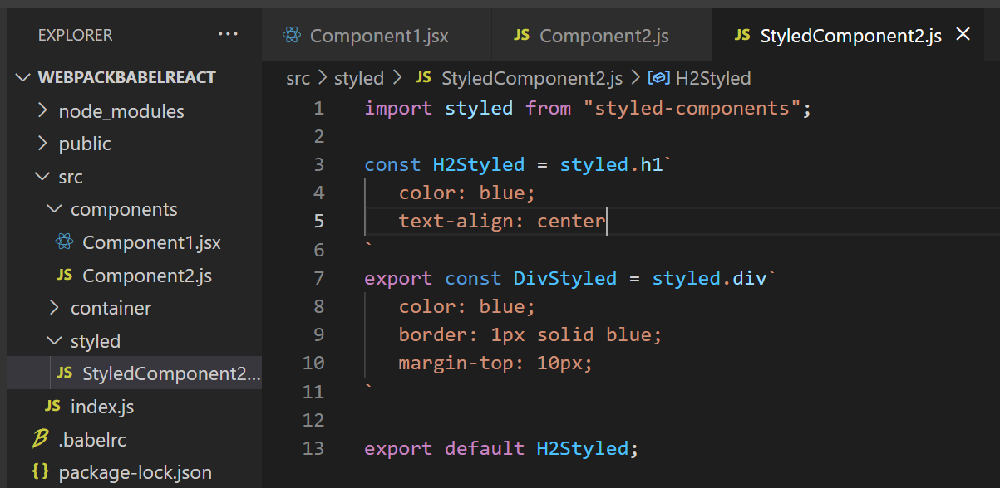 EXPLORER ...
WEBPACKBABELREACT
node_modules
public
src
components
Component1.jsx
JS Component2.js
container
styled
JS StyledComponent2...
JS index.js
.babelrc
{} package-lock.json
Component1.jsx JS Component2.js JS StyledComponent2.js ×
src > styled > JS StyledComponent2.js > H2Styled
1 import styled from "styled-components";
2
3 const H2Styled = styled.h1`
4 color: blue;
5 text-align: center
6 `
7 export const DivStyled = styled.div`
8 color: blue;
9 border: 1px solid blue;
10 margin-top: 10px;
11 `
12
13 export default H2Styled;